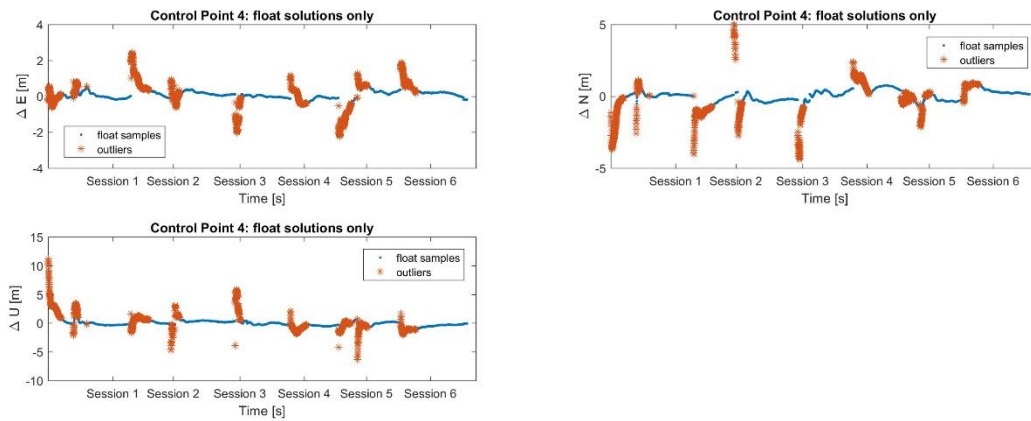 Control Point 4: float solutions only
4
2
0
-2
-4
Δ E [m]
float samples
outliers
Session 1 Session 2 Session 3 Session 4 Session 5 Session 6
Time [s]
Control Point 4: float solutions only
5
0
-5
Δ N [m]
float samples
outliers
Session 1 Session 2 Session 3 Session 4 Session 5 Session 6
Time [s]
Control Point 4: float solutions only
15
10
5
0
-5
-10
Δ U [m]
float samples
outliers
Session 1 Session 2 Session 3 Session 4 Session 5 Session 6
Time [s]